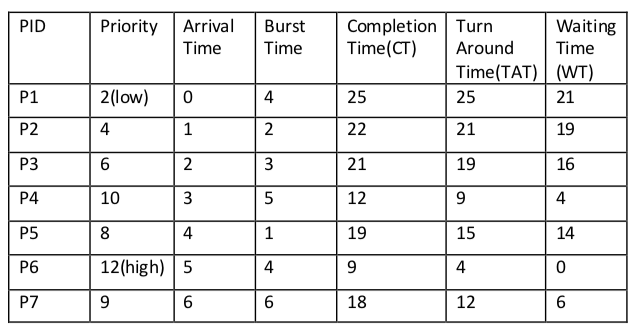 PID Priority Arrival Time Burst Time Completion Time(CT) Turn Around Time(TAT) Waiting Time (WT)
P1 2(low) 0 4 25 25 21
P2 4 1 2 22 21 19
P3 6 2 3 21 19 16
P4 10 3 5 12 9 4
P5 8 4 1 19 15 14
P6 12(high) 5 4 9 4 0
P7 9 6 6 18 12 6